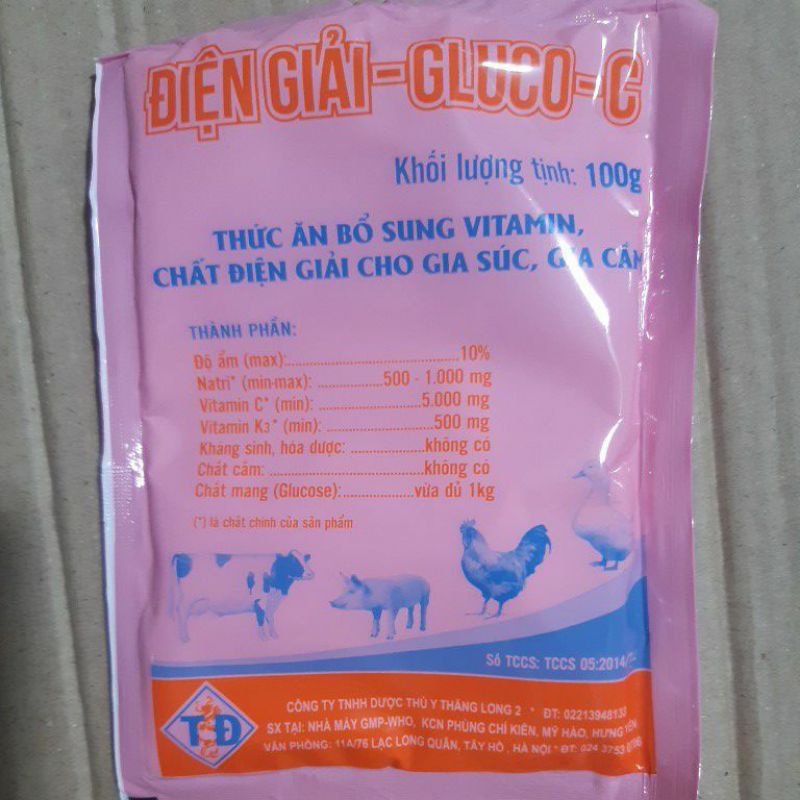 ĐIỆN GIẢI - GLUCO - C
Khối lượng tịnh: 100g
THỨC ĂN BỔ SUNG VITAMIN,
CHẤT ĐIỆN GIẢI CHO GIA SÚC, GIA CẦM
THÀNH PHẦN:
Độ ẩm (max):..........10%
Natri* (min-max): ..........500 - 1.000 mg
Vitamin C* (min): ..........5.000 mg
Vitamin K3* (min): ..........500 mg
Kháng sinh, hóa dược: ..........không có
Chất cấm: ..........không có
Chất mang (Glucose):..........vừa đủ 1kg
(*) là chất chính của sản phẩm
Số TCCS: TCCS 05:2014/
TĐ
CÔNG TY TNHH DƯỢC THÚ Y THĂNG LONG 2 * ĐT: 02213948133
SX TẠI: NHÀ MÁY GMP-WHO, KCN PHÙNG CHÍ KIÊN, MỸ HÀO, HƯNG YÊN
VĂN PHÒNG: 11A/76 LẠC LONG QUÂN, TÂY HỒ, HÀ NỘI * ĐT: 024 3753